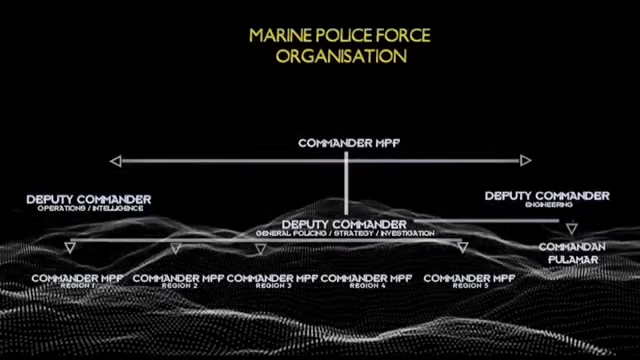 MARINE POLICE FORCE
ORGANISATION
COMMANDER MPF
DEPUTY COMMANDER
OPERATIONS / INTELLIGENCE
DEPUTY COMMANDER
ENGINEERING
DEPUTY COMMANDER
GENERAL POLICING / STRATEGY / INVESTIGATION
COMMANDAN
PULAMAR
COMMANDER MPF
REGION 1
COMMANDER MPF
REGION 2
COMMANDER MPF
REGION 3
COMMANDER MPF
REGION 4
COMMANDER MPF
REGION 5